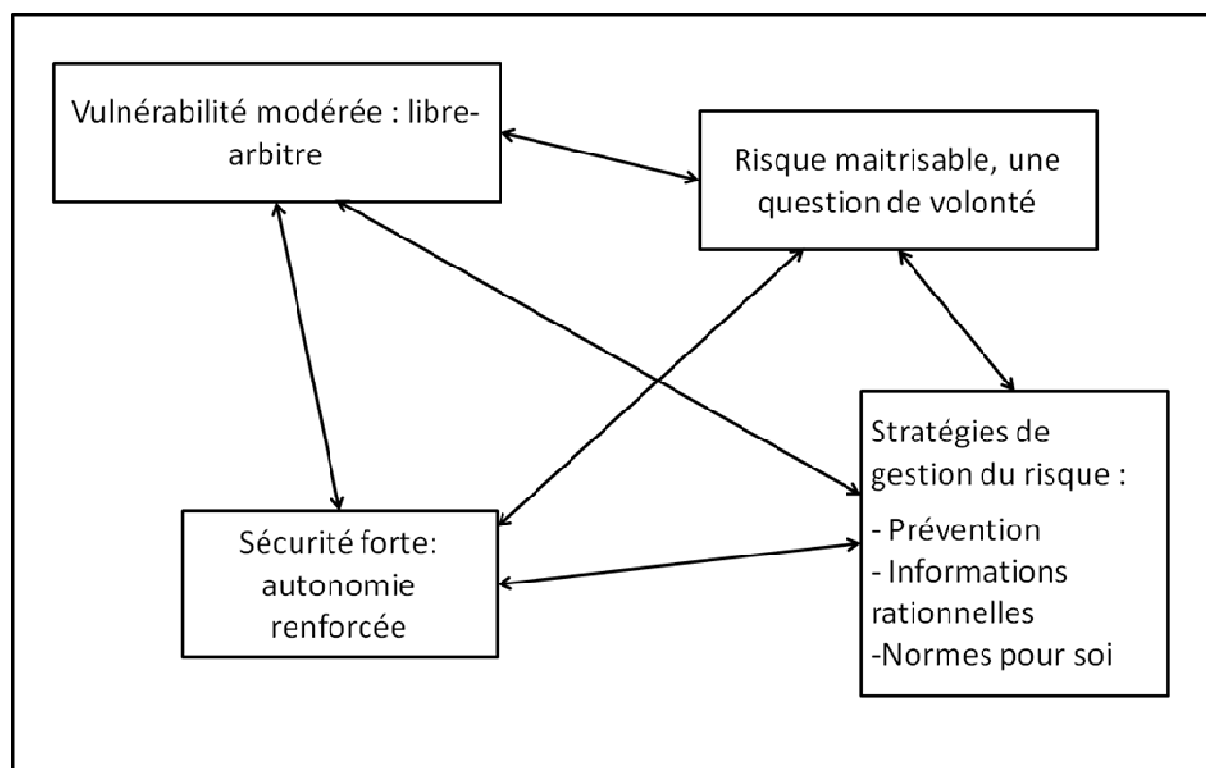 Vulnérabilité modérée : libre-
arbitre
Risque maitrisable, une
question de volonté
Stratégies de
gestion du risque :
- Prévention
- Informations
rationnelles
-Normes pour soi
Sécurité forte:
autonomie
renforcée